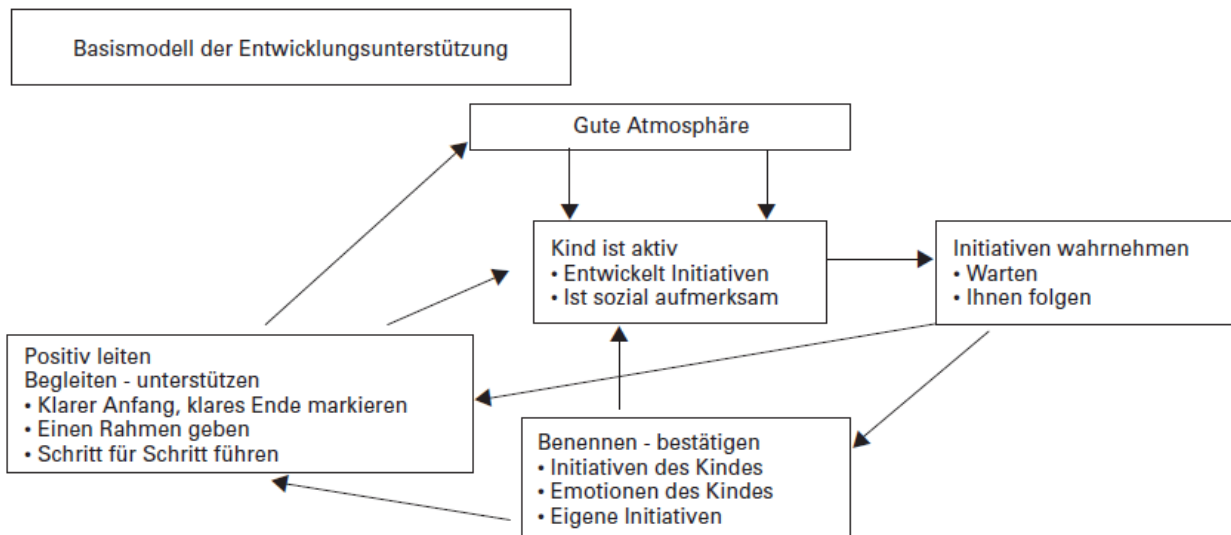 Basismodell der Entwicklungsunterstützung
Gute Atmosphäre
Kind ist aktiv
• Entwickelt Initiativen
• Ist sozial aufmerksam
Initiativen wahrnehmen
• Warten
• Ihnen folgen
Positiv leiten
Begleiten - unterstützen
• Klarer Anfang, klares Ende markieren
• Einen Rahmen geben
• Schritt für Schritt führen
Benennen - bestätigen
• Initiativen des Kindes
• Emotionen des Kindes
• Eigene Initiativen